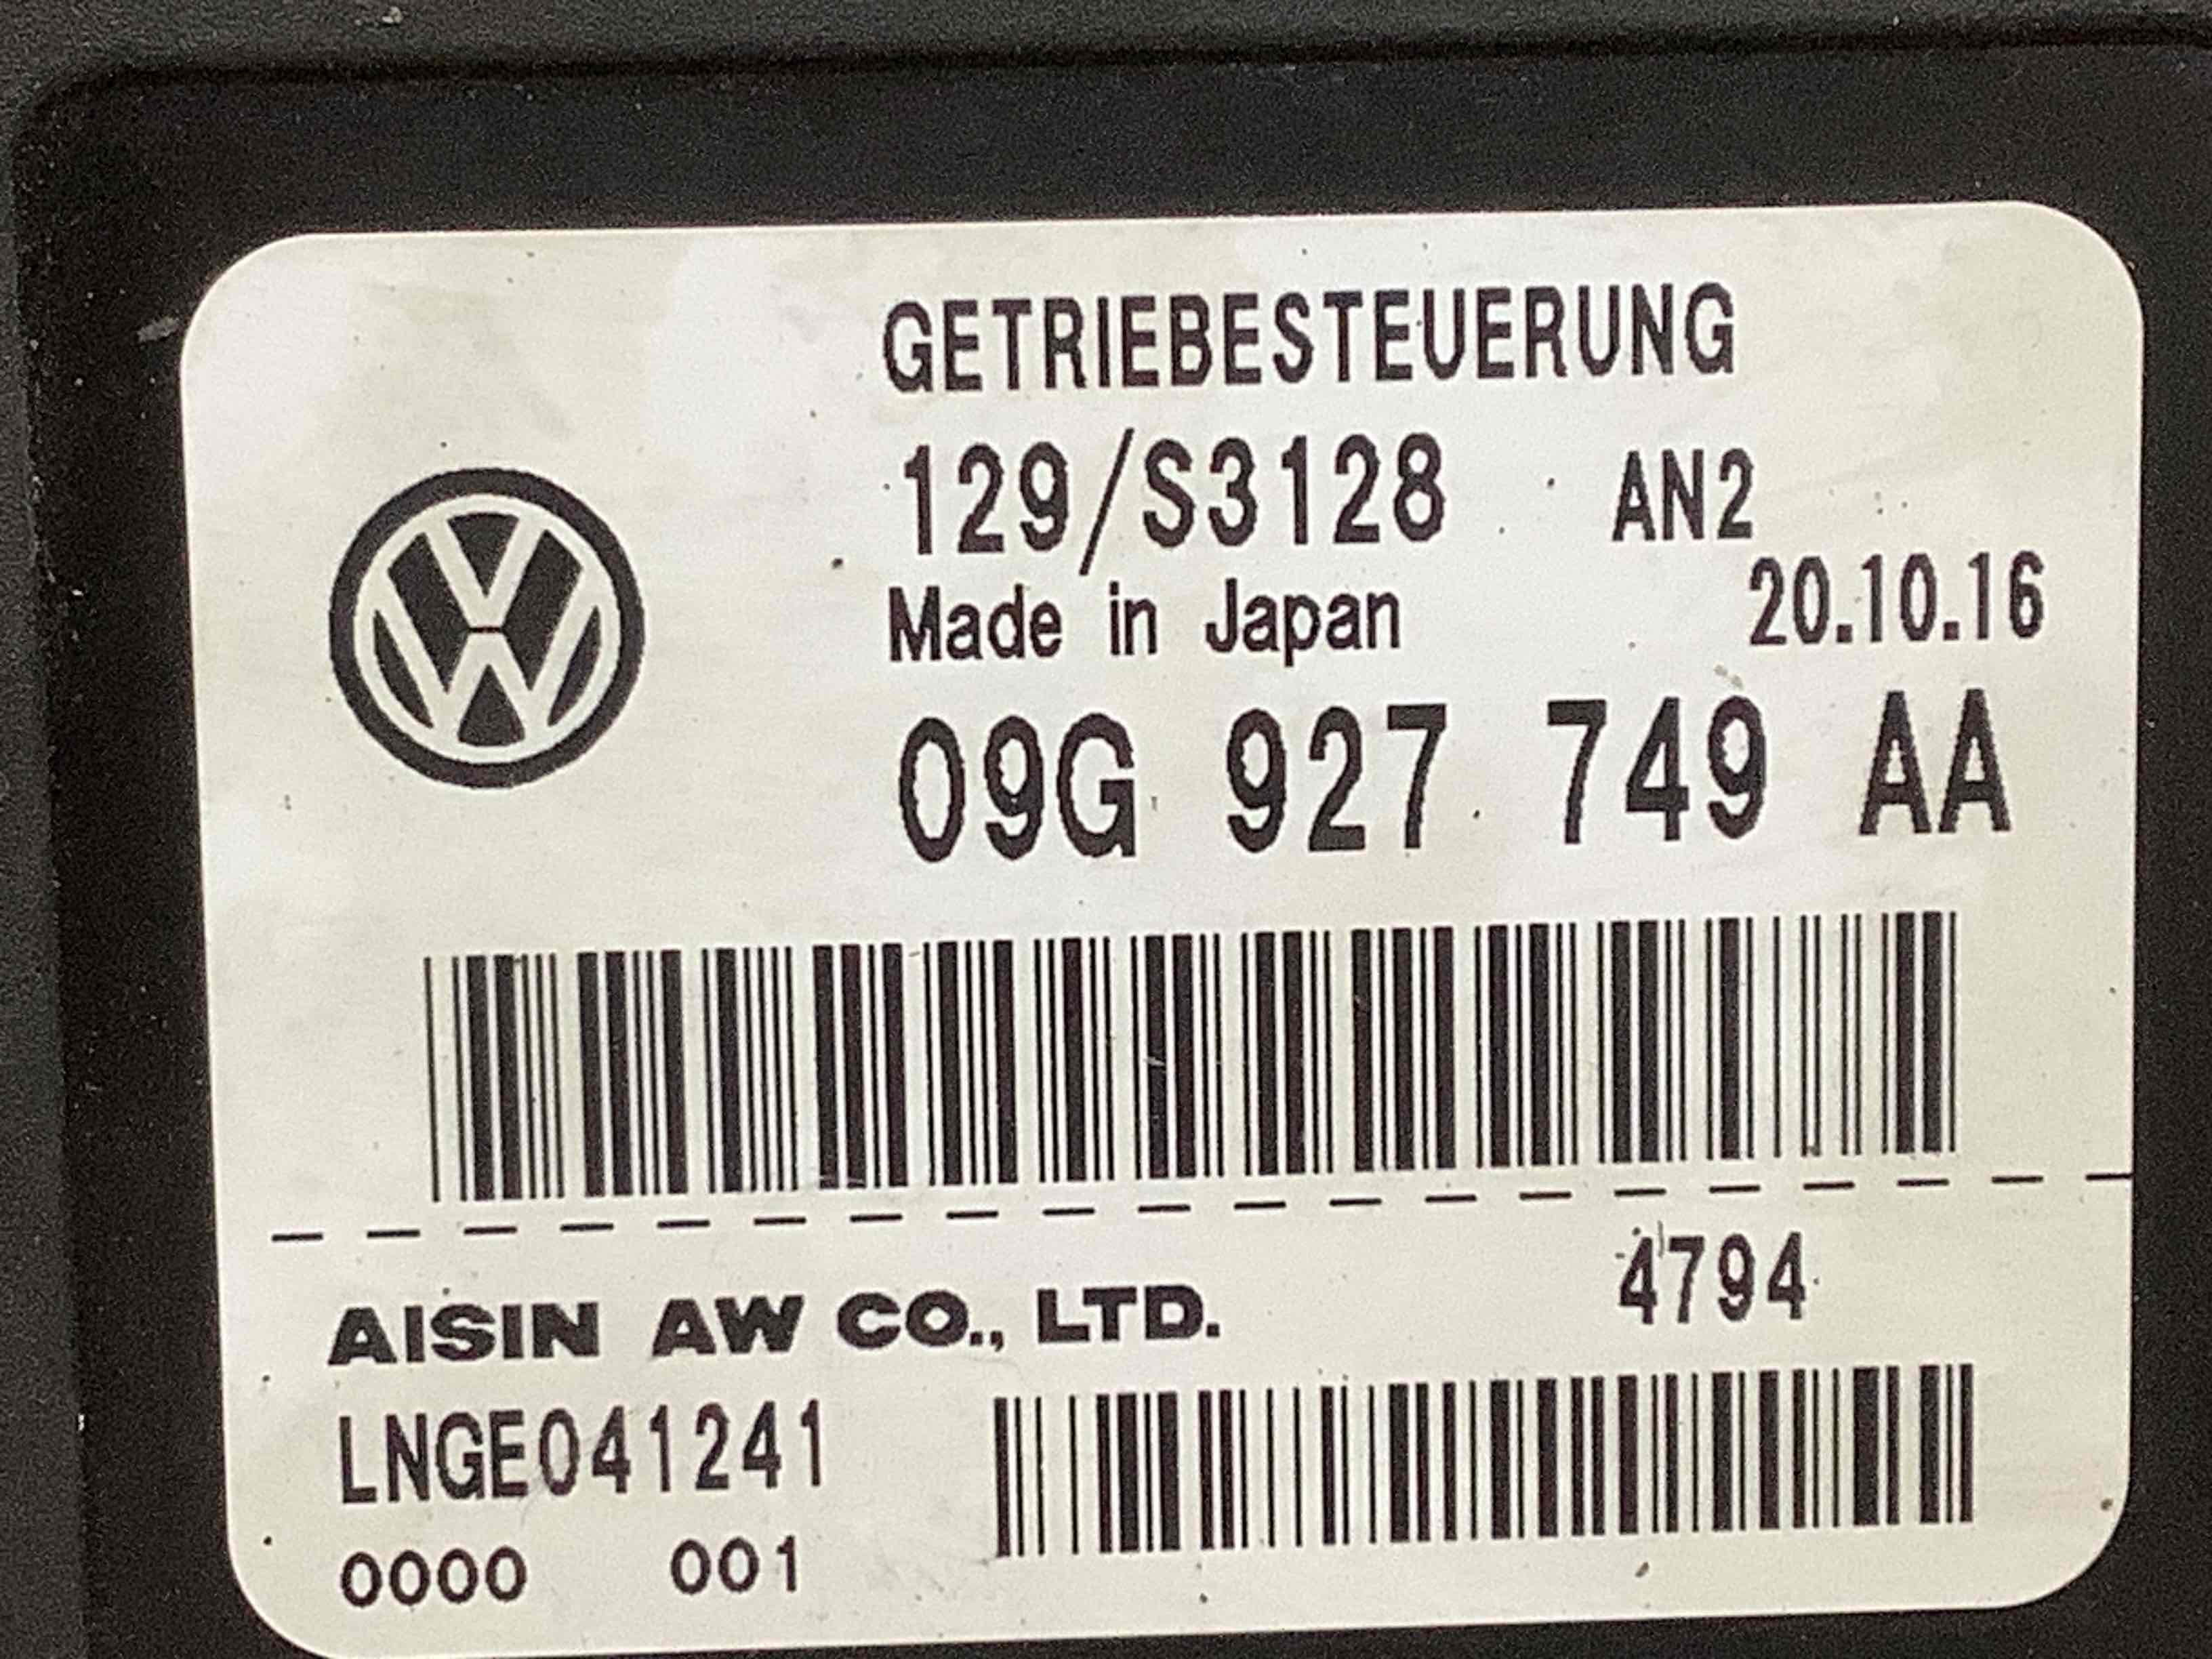 GETRIEBESTEUERUNG
129/S3128 AN2
Made in Japan 20.10.16
09G 927 749 AA
AISIN AW CO., LTD. 4794
LNGE041241
0000 001